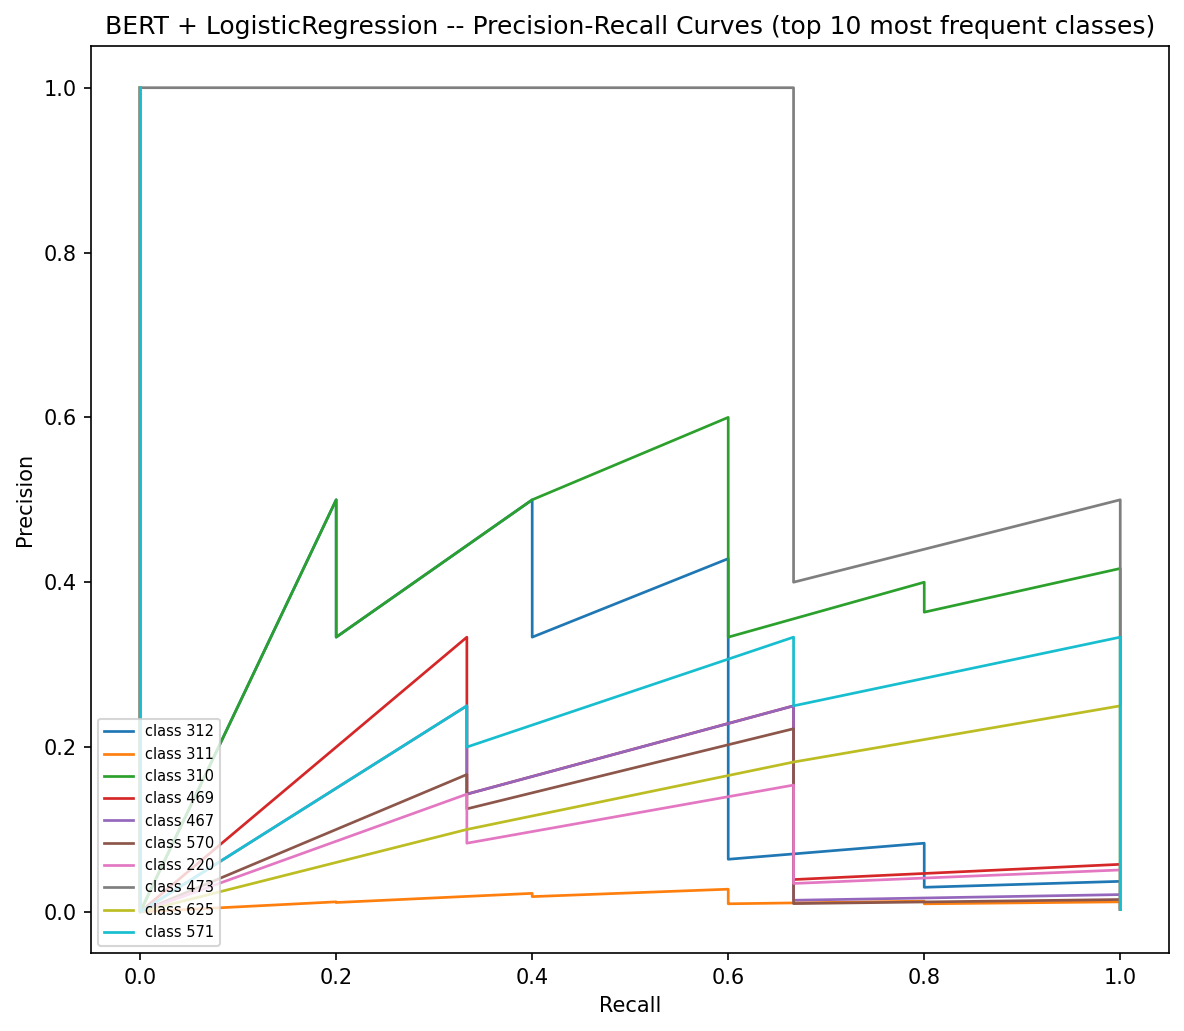 BERT + LogisticRegression -- Precision-Recall Curves (top 10 most frequent classes)
1.0
0.8
0.6
0.4
0.2
0.0
Precision
class 312
class 311
class 310
class 469
class 467
class 570
class 220
class 473
class 625
class 571
0.0 0.2 0.4 0.6 0.8 1.0
Recall